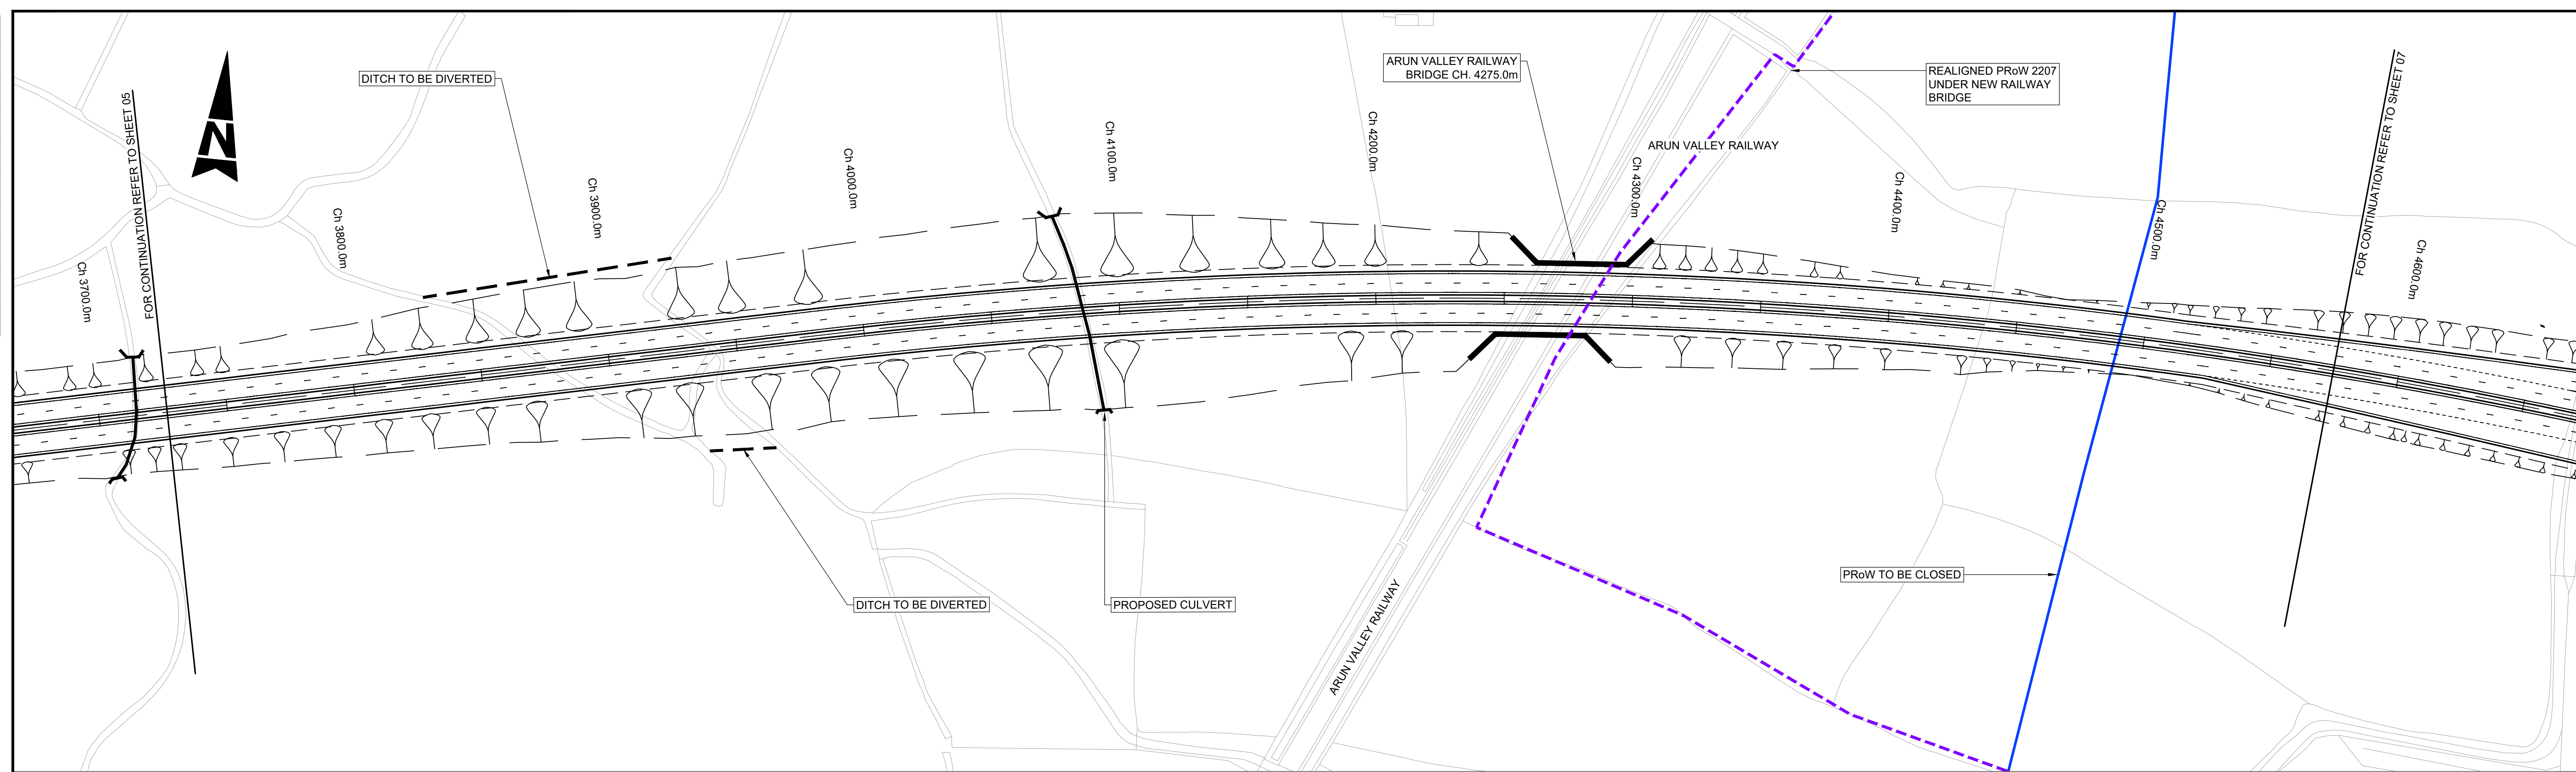 DITCH TO BE DIVERTED
ARUN VALLEY RAILWAY
BRIDGE CH. 4275.0m
REALIGNED PRoW 2207
UNDER NEW RAILWAY
BRIDGE
FOR CONTINUATION REFER TO SHEET 05
N
FOR CONTINUATION REFER TO SHEET 07
ARUN VALLEY RAILWAY
Ch 3700.0m
Ch 3800.0m
Ch 3900.0m
Ch 4000.0m
Ch 4100.0m
Ch 4200.0m
Ch 4300.0m
Ch 4400.0m
Ch 4500.0m
Ch 4600.0m
DITCH TO BE DIVERTED
PROPOSED CULVERT
ARUN VALLEY RAILWAY
PRoW TO BE CLOSED